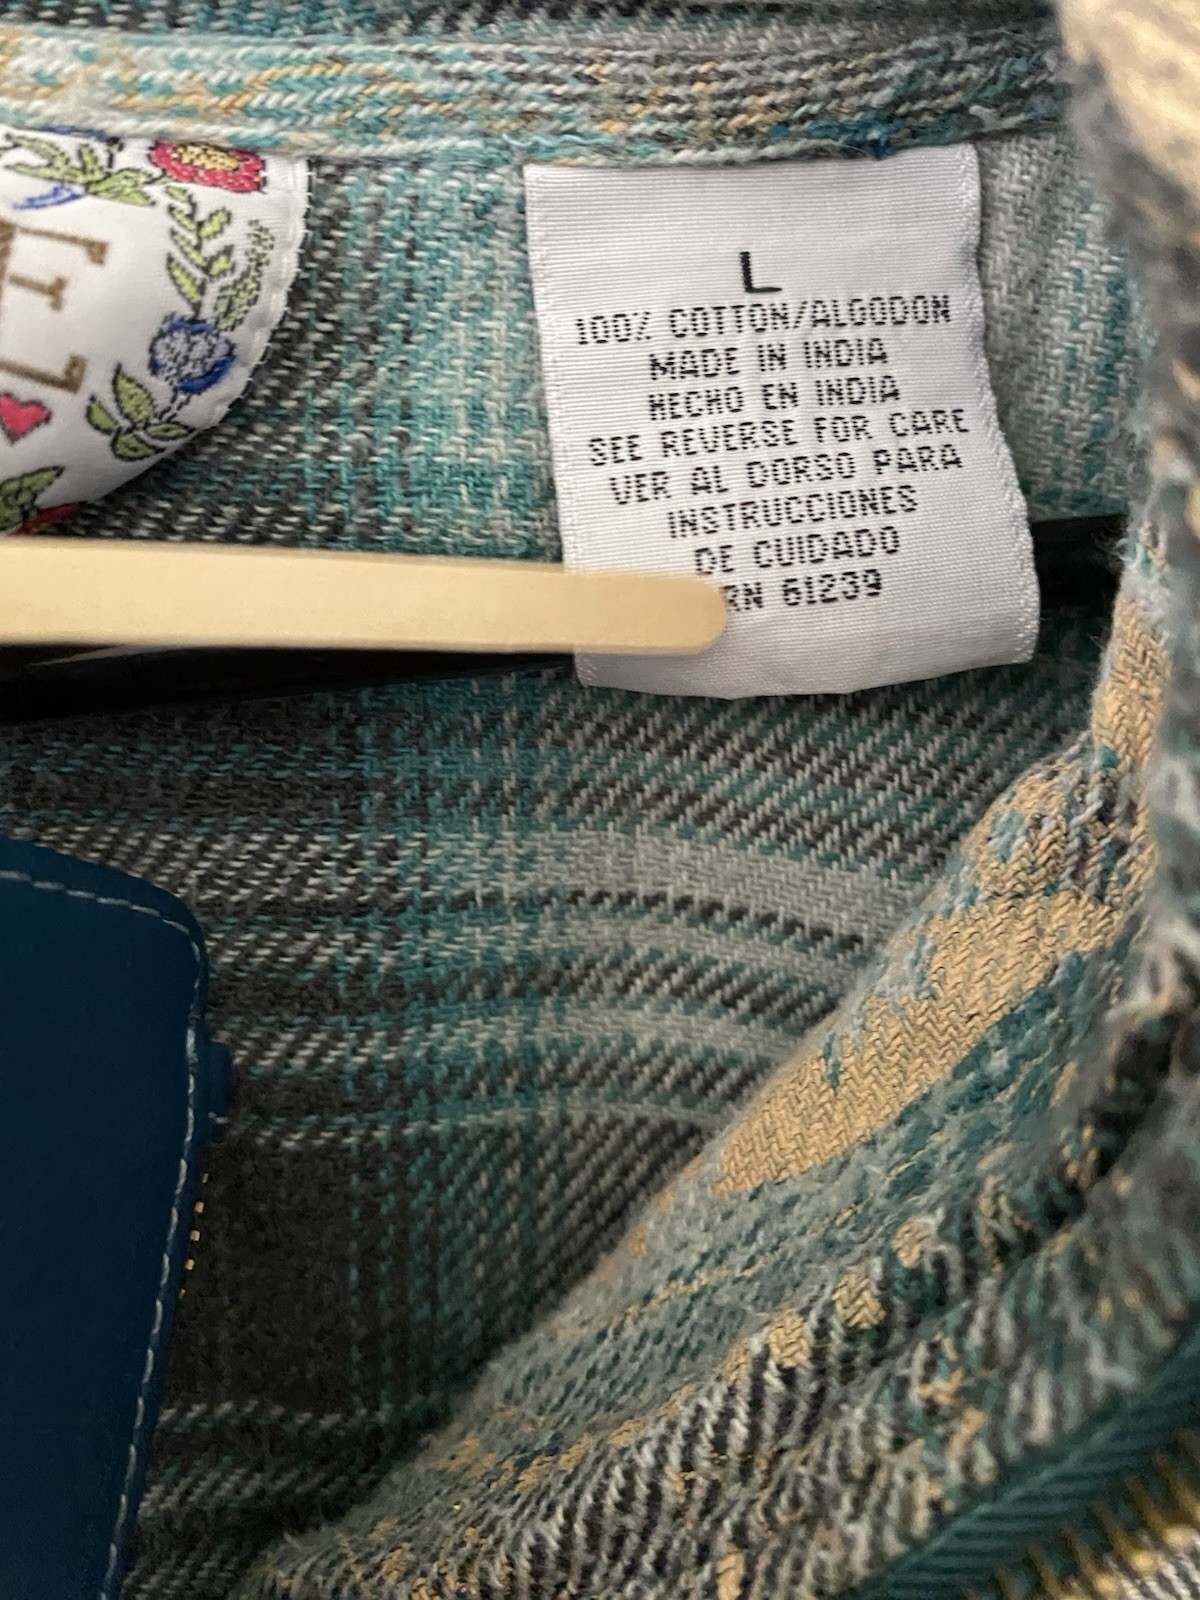 L
100% COTTON/ALGODON
MADE IN INDIA
HECHO EN INDIA
SEE REVERSE FOR CARE
VER AL DORSO PARA
INSTRUCCIONES
DE CUIDADO
RN 61239